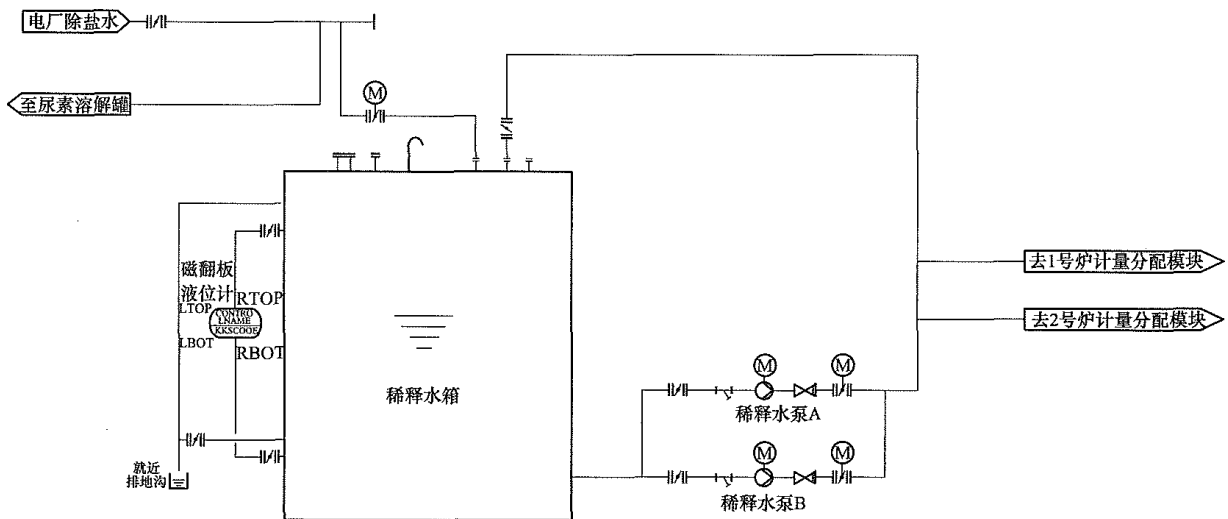 电厂除盐水
至尿素溶解罐
M
磁翻板
液位计
RTOP
LTOP
CONTRO
LNAME
KKSCODE
LBOT
RBOT
稀释水箱
就近
排地沟
去1号炉计量分配模块
去2号炉计量分配模块
M
M
稀释水泵A
M
M
稀释水泵B